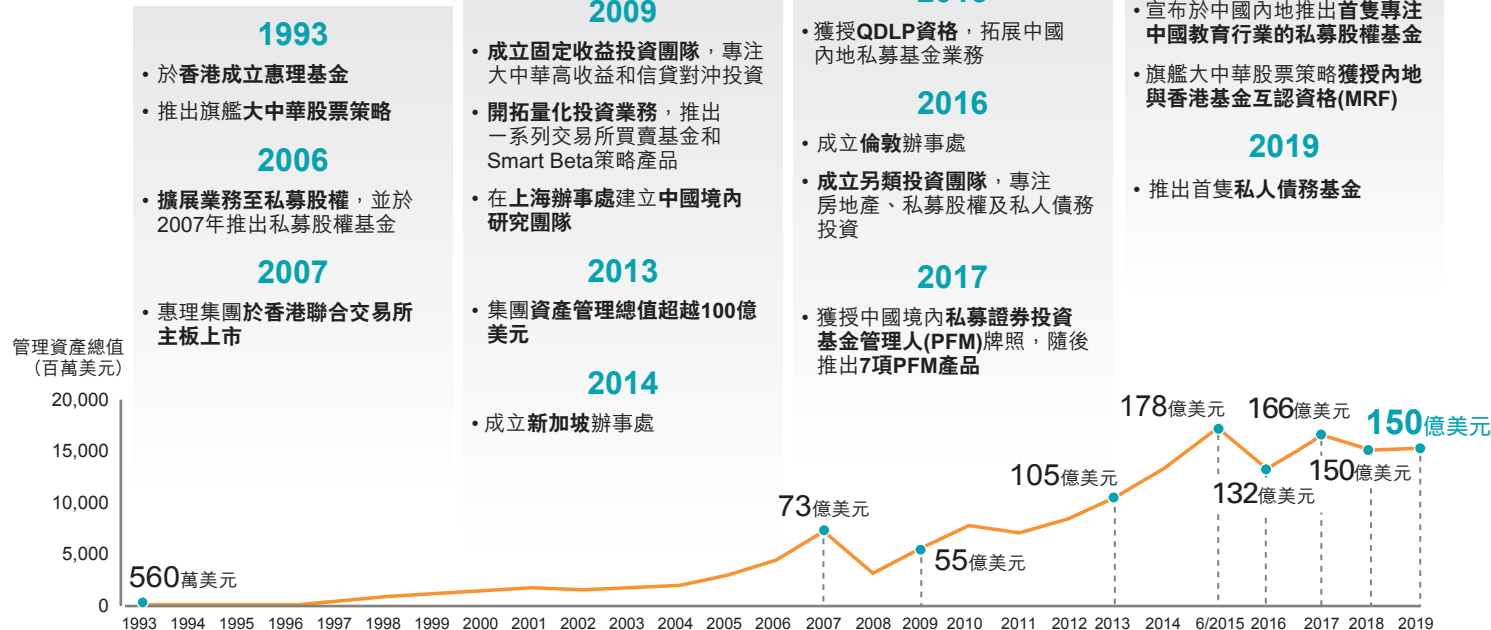 1993
• 於香港成立惠理基金
• 推出旗艦大中華股票策略
2006
• 擴展業務至私募股權，並於
2007年推出私募股權基金
2007
• 惠理集團於香港聯合交易所
主板上市
2009
• 成立固定收益投資團隊，專注
大中華高收益和信貸對沖投資
• 開拓量化投資業務，推出
一系列交易所買賣基金和
Smart Beta策略產品
• 在上海辦事處建立中國境內
研究團隊
2013
• 集團資產管理總值超越100億
美元
2014
• 成立新加坡辦事處
• 獲授QDLP資格，拓展中國
內地私募基金業務
2016
• 成立倫敦辦事處
• 成立另類投資團隊，專注
房地產、私募股權及私人債務
投資
2017
• 獲授中國境內私募證券投資
基金管理人(PFM)牌照，隨後
推出7項PFM產品
• 宣布於中國內地推出首隻專注
中國教育行業的私募股權基金
• 旗艦大中華股票策略獲授內地
與香港基金互認資格(MRF)
2019
• 推出首隻私人債務基金
管理資產總值
（百萬美元）
20,000
15,000
10,000
5,000
0
560萬美元
73億美元
55億美元
105億美元
178億美元
132億美元
166億美元
150億美元
150億美元
1993 1994 1995 1996 1997 1998 1999 2000 2001 2002 2003 2004 2005 2006 2007 2008 2009 2010 2011 2012 2013 2014 6/2015 2016 2017 2018 2019